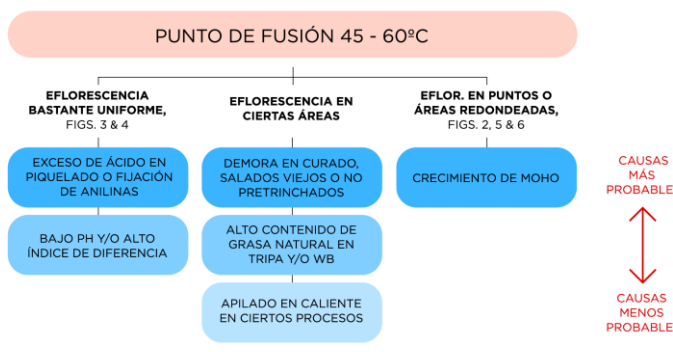 PUNTO DE FUSIÓN 45 - 60ºC
EFLORESCENCIA
BASTANTE UNIFORME,
FIGS. 3 & 4
EXCESO DE ÁCIDO EN
PIQUELADO O FIJACIÓN
DE ANILINAS
BAJO PH Y/O ALTO
ÍNDICE DE DIFERENCIA
EFLORESCENCIA EN
CIERTAS ÁREAS
DEMORA EN CURADO,
SALADOS VIEJOS O NO
PRETRINCHADOS
ALTO CONTENIDO DE
GRASA NATURAL EN
TRIPA Y/O WB
APILADO EN CALIENTE
EN CIERTOS PROCESOS
EFLOR. EN PUNTOS O
ÁREAS REDONDEADAS,
FIGS. 2, 5 & 6
CRECIMIENTO DE MOHO
CAUSAS
MÁS
PROBABLE
CAUSAS
MENOS
PROBABLE